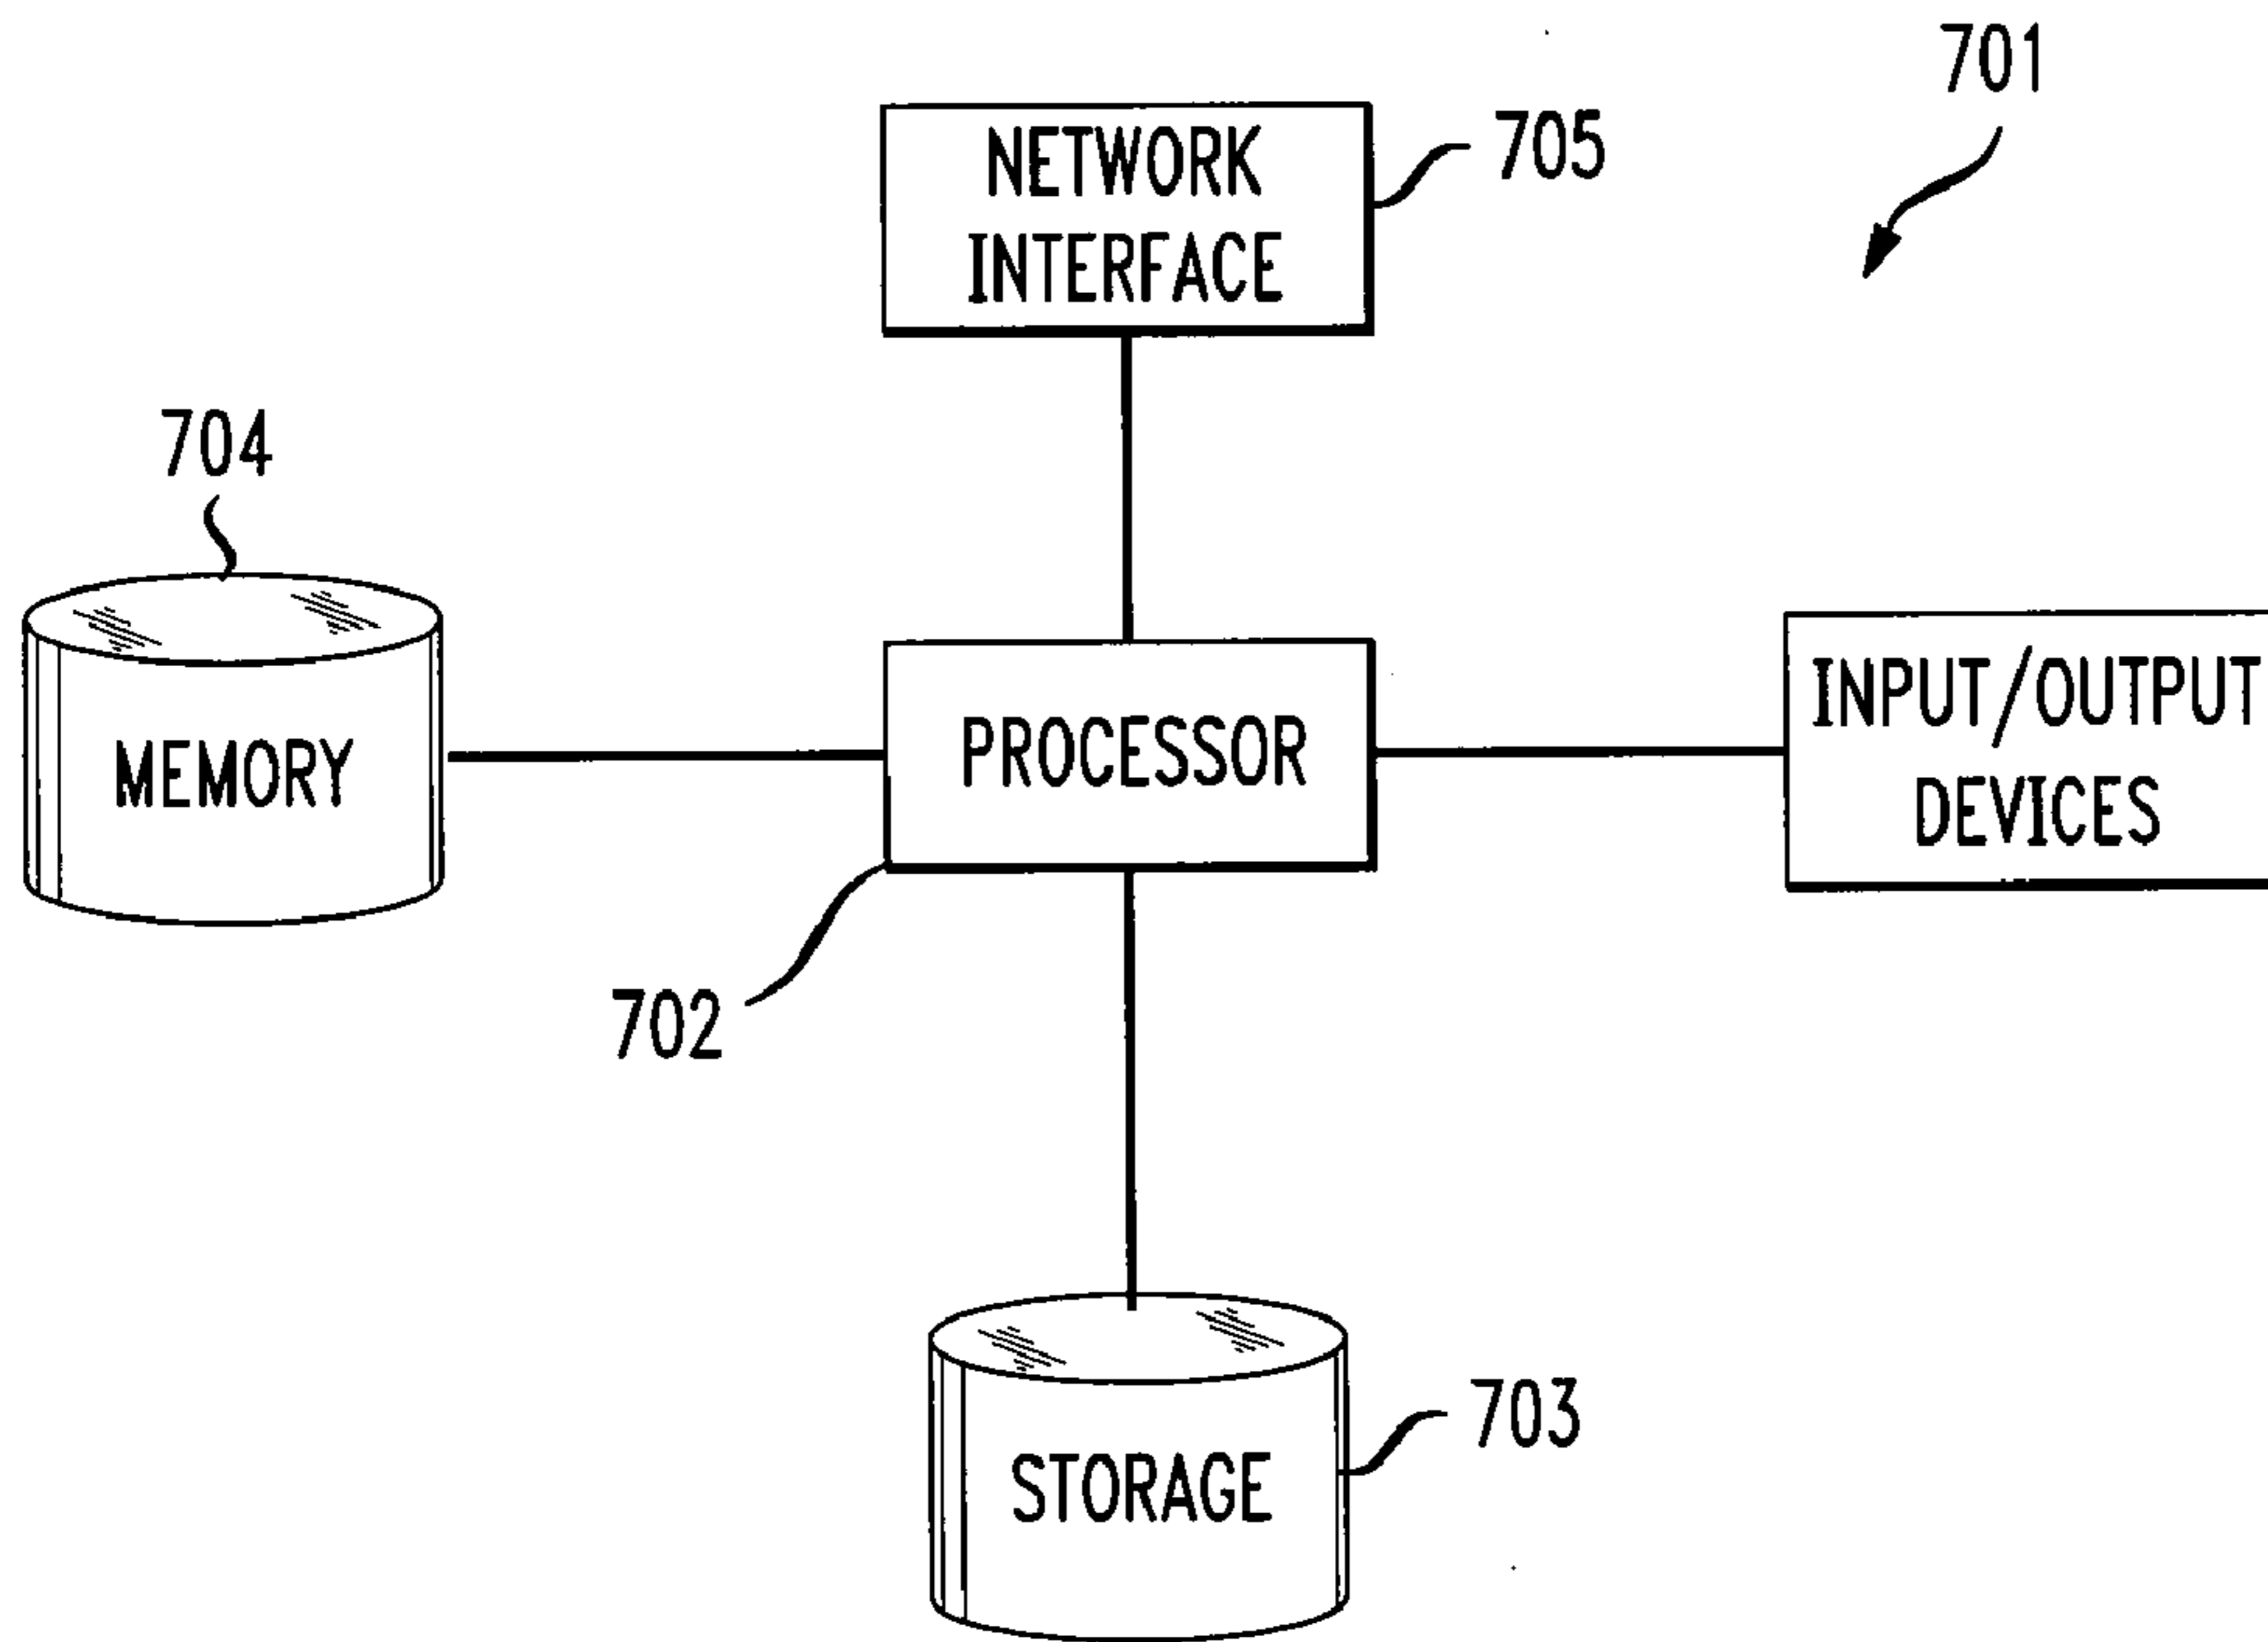 701
NETWORK
INTERFACE
705
704
MEMORY
PROCESSOR
INPUT/OUTPUT
DEVICES
702
STORAGE
703